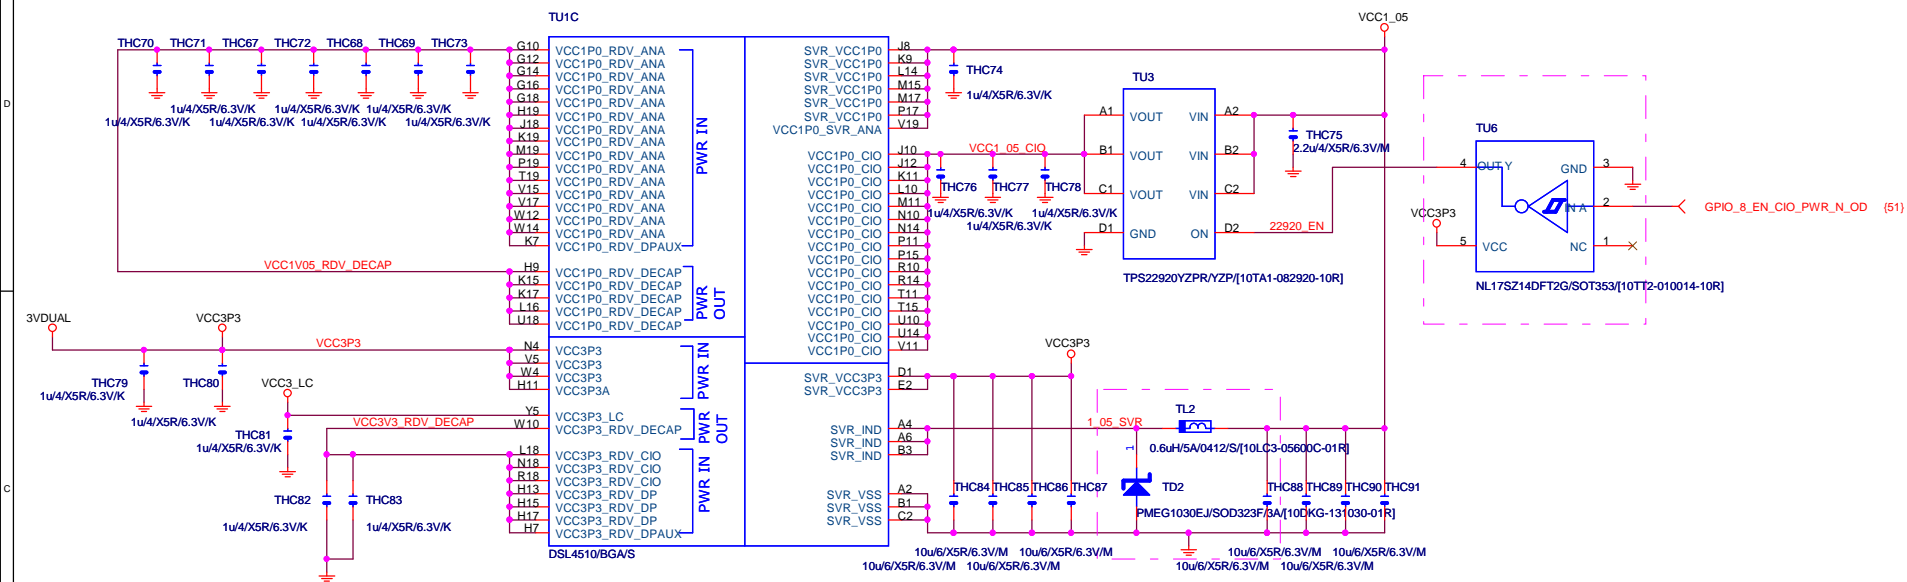 TU1C
VCC1_05
THC70 THC71 THC67 THC72 THC68 THC69 THC73
1u/4/X5R/6.3V/K 1u/4/X5R/6.3V/K 1u/4/X5R/6.3V/K
1u/4/X5R/6.3V/K 1u/4/X5R/6.3V/K 1u/4/X5R/6.3V/K 1u/4/X5R/6.3V/K
D
C
G10 VCC1P0_RDV_ANA
G12 VCC1P0_RDV_ANA
G14 VCC1P0_RDV_ANA
G16 VCC1P0_RDV_ANA
G18 VCC1P0_RDV_ANA
H19 VCC1P0_RDV_ANA
J18 VCC1P0_RDV_ANA
K19 VCC1P0_RDV_ANA
M19 VCC1P0_RDV_ANA
P19 VCC1P0_RDV_ANA
T19 VCC1P0_RDV_ANA
V15 VCC1P0_RDV_ANA
V17 VCC1P0_RDV_ANA
W12 VCC1P0_RDV_ANA
W14 VCC1P0_RDV_ANA
K7 VCC1P0_RDV_DPAUX
PWR IN
VCC1V05_RDV_DECAP
H9 VCC1P0_RDV_DECAP
K15 VCC1P0_RDV_DECAP
K17 VCC1P0_RDV_DECAP
L16 VCC1P0_RDV_DECAP
U18 VCC1P0_RDV_DECAP
PWR
OUT
3VDUAL
VCC3P3
VCC3P3
N4 VCC3P3
V5 VCC3P3
W4 VCC3P3
H11 VCC3P3A
PWR IN
THC79
1u/4/X5R/6.3V/K
THC80
1u/4/X5R/6.3V/K
VCC3_LC
THC81
1u/4/X5R/6.3V/K
VCC3V3_RDV_DECAP
Y5 VCC3P3_LC
W10 VCC3P3_RDV_DECAP
PWR
OUT
L18 VCC3P3_RDV_CIO
N18 VCC3P3_RDV_CIO
R18 VCC3P3_RDV_CIO
H13 VCC3P3_RDV_DP
H15 VCC3P3_RDV_DP
H17 VCC3P3_RDV_DP
H7 VCC3P3_RDV_DPAUX
PWR IN
THC82
1u/4/X5R/6.3V/K
THC83
1u/4/X5R/6.3V/K
DSL4510/BGA/S
SVR_VCC1P0 J8
SVR_VCC1P0 K9
SVR_VCC1P0 L14
SVR_VCC1P0 M15
SVR_VCC1P0 M17
SVR_VCC1P0 P17
VCC1P0_SVR_ANA V19
THC74
1u/4/X5R/6.3V/K
VCC1P0_CIO J10
VCC1P0_CIO J12
VCC1P0_CIO K11
VCC1P0_CIO L10
VCC1P0_CIO M11
VCC1P0_CIO N10
VCC1P0_CIO N14
VCC1P0_CIO P11
VCC1P0_CIO P15
VCC1P0_CIO R10
VCC1P0_CIO R14
VCC1P0_CIO T11
VCC1P0_CIO T15
VCC1P0_CIO U10
VCC1P0_CIO U14
VCC1P0_CIO V11
VCC1_05_CIO
THC76 THC77 THC78
1u/4/X5R/6.3V/K 1u/4/X5R/6.3V/K
1u/4/X5R/6.3V/K
TU3
A1 VOUT VIN A2
B1 VOUT VIN B2
C1 VOUT VIN C2
D1 GND ON D2
22920_EN
TPS22920YZPR/YZP/[10TA1-082920-10R]
THC75
2.2u/4/X5R/6.3V/M
TU6
4 OUT Y GND 3
IN A 2
5 VCC NC 1
VCC3P3
GPIO_8_EN_CIO_PWR_N_OD {51}
NL17SZ14DFT2G/SOT353/[10TT2-010014-10R]
VCC3P3
SVR_VCC3P3 D1
SVR_VCC3P3 E2
SVR_IND A4
SVR_IND A6
SVR_IND B3
SVR_VSS A2
SVR_VSS B1
SVR_VSS C2
1_05_SVR
TL2
0.6uH/5A/0412/S/[10LC3-05600C-01R]
1
TD2
PMEG1030EJ/SOD323F/3A/[10DKG-131030-01R]
THC84 THC85 THC86 THC87 THC88 THC89 THC90 THC91
10u/6/X5R/6.3V/M 10u/6/X5R/6.3V/M 10u/6/X5R/6.3V/M 10u/6/X5R/6.3V/M
10u/6/X5R/6.3V/M 10u/6/X5R/6.3V/M 10u/6/X5R/6.3V/M 10u/6/X5R/6.3V/M